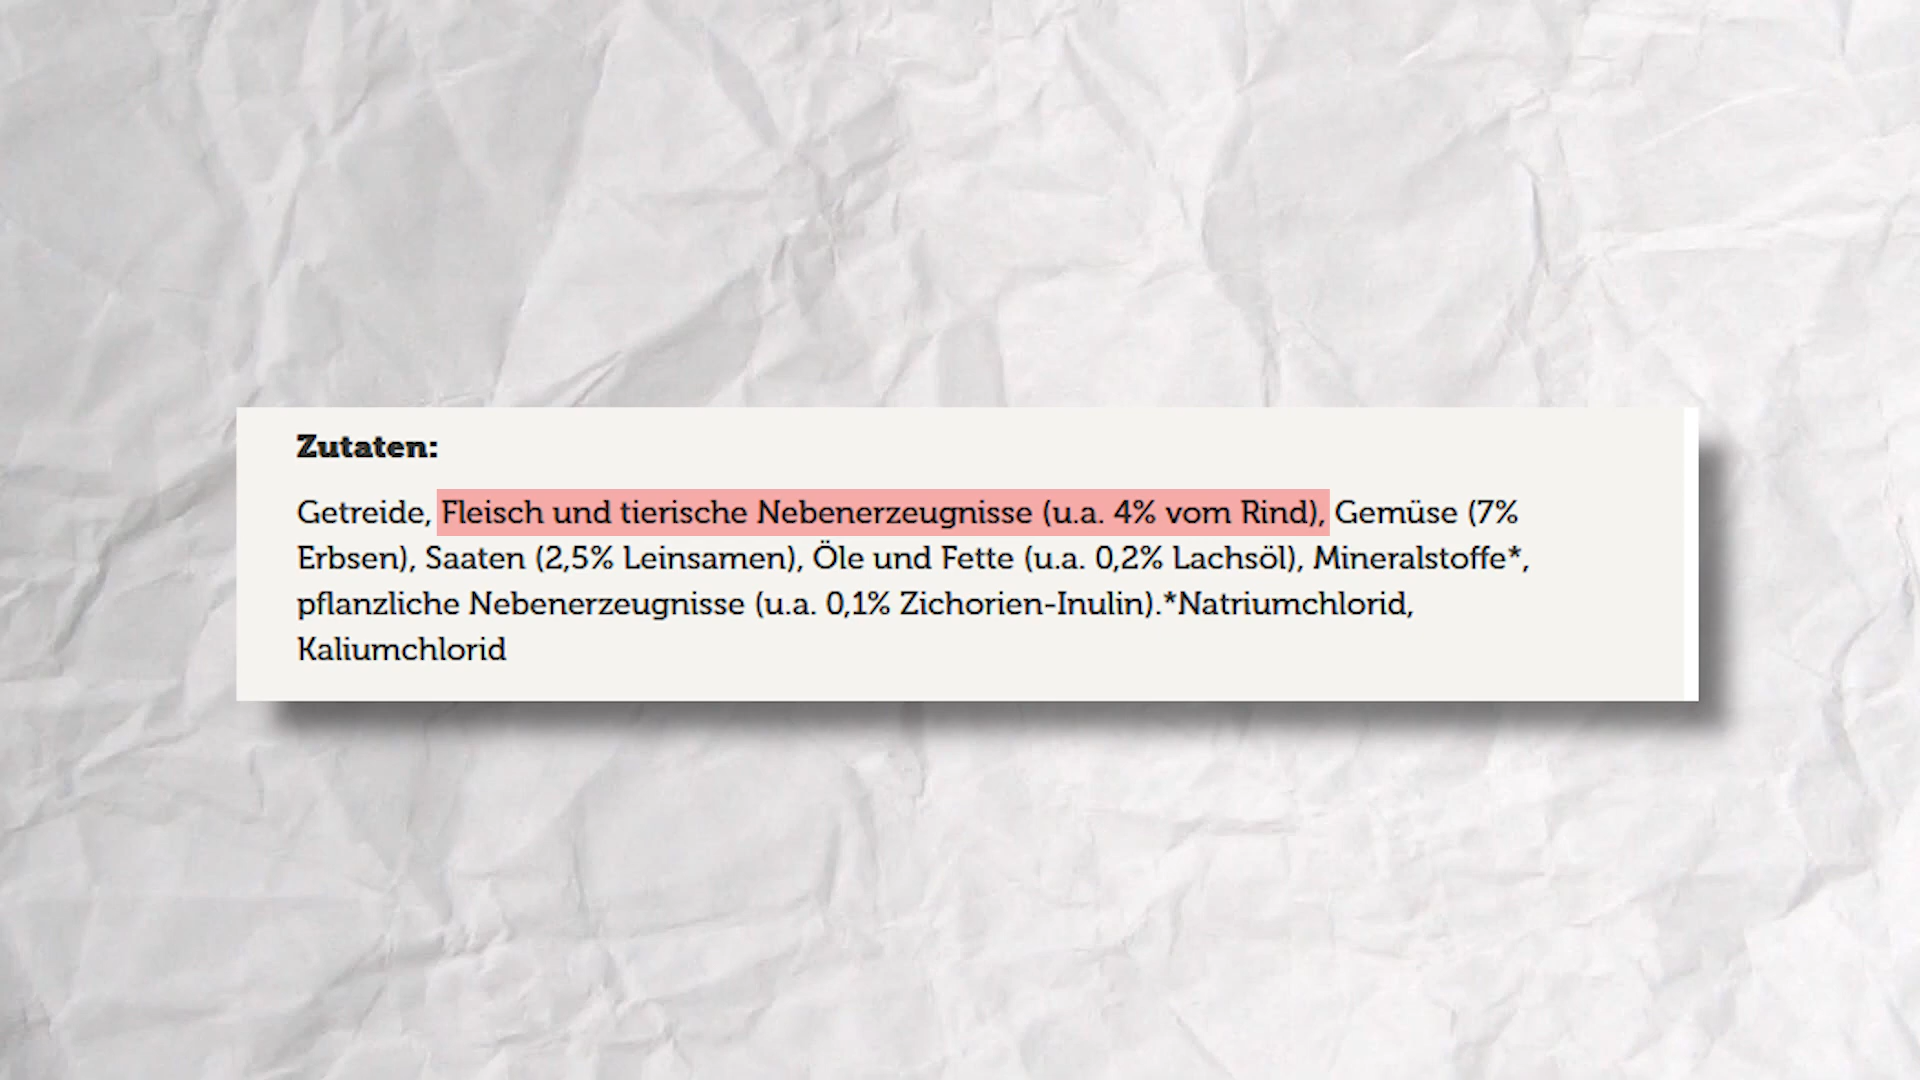 Zutaten:
Getreide, Fleisch und tierische Nebenerzeugnisse (u.a. 4% vom Rind), Gemüse (7%
Erbsen), Saaten (2,5% Leinsamen), Öle und Fette (u.a. 0,2% Lachsöl), Mineralstoffe*,
pflanzliche Nebenerzeugnisse (u.a. 0,1% Zichorien-Inulin).*Natriumchlorid,
Kaliumchlorid